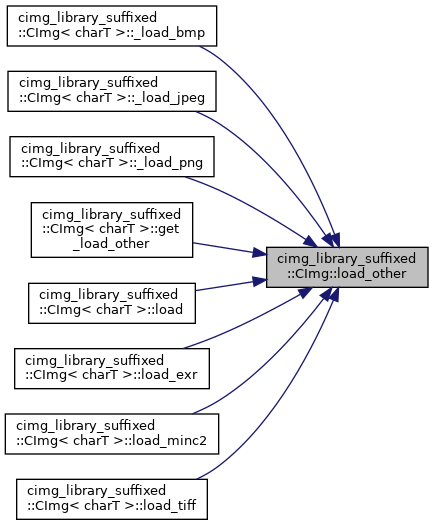 cimg_library_suffixed
::CImg< charT >::_load_bmp
cimg_library_suffixed
::CImg< charT >::_load_jpeg
cimg_library_suffixed
::CImg< charT >::_load_png
cimg_library_suffixed
::CImg< charT >::get
_load_other
cimg_library_suffixed
::CImg::load_other
cimg_library_suffixed
::CImg< charT >::load
cimg_library_suffixed
::CImg< charT >::load_exr
cimg_library_suffixed
::CImg< charT >::load_minc2
cimg_library_suffixed
::CImg< charT >::load_tiff